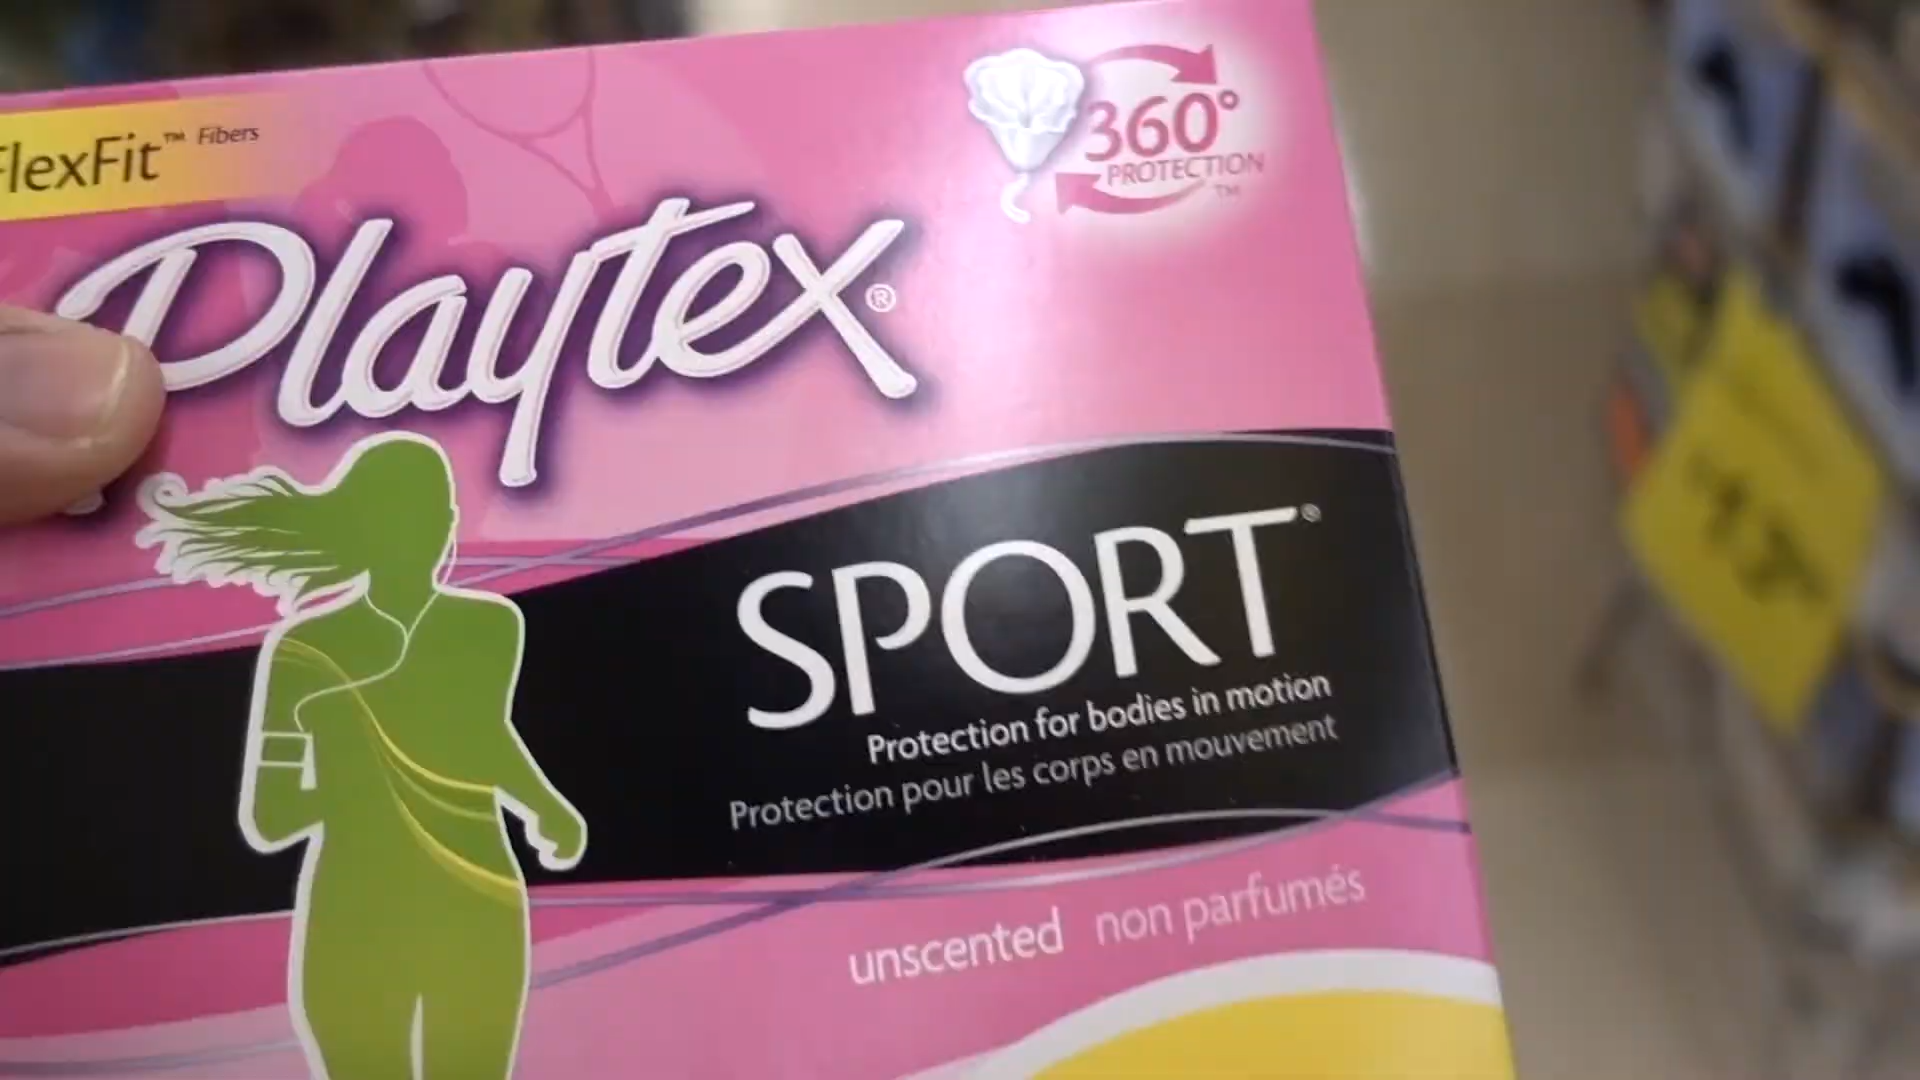 FlexFit™ Fibers
360°
PROTECTION
™
Playtex®
SPORT®
Protection for bodies in motion
Protection pour les corps en mouvement
unscented non parfumés